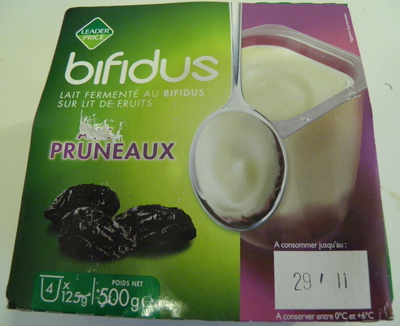 LEADER
PRICE
bifidus
LAIT FERMENTÉ AU BIFIDUS
SUR LIT DE FRUITS
PRUNEAUX
A consommer jusqu'au :
29 / 11
4 x 125g
POIDS NET
500g e
A conserver entre 0°C et +6°C